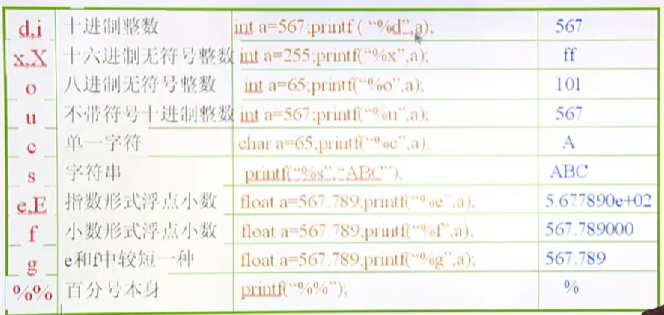 d,i 十进制整数 int a=567;printf ( “%d”,a); 567
x,X 十六进制无符号整数 int a=255;printf(“%x”,a); ff
o 八进制无符号整数 int a=65;printf(“%o”,a); 101
u 不带符号十进制整数 int a=567;printf(“%u”,a); 567
c 单一字符 char a=65;printf(“%c”,a); A
s 字符串 printf(“%s”,“ABC”); ABC
e,E 指数形式浮点小数 float a=567.789;printf(“%e”,a); 5.677890e+02
f 小数形式浮点小数 float a=567.789;printf(“%f”,a); 567.789000
g e和f中较短一种 float a=567.789;printf(“%g”,a); 567.789
%% 百分号本身 printf(“%%”); %